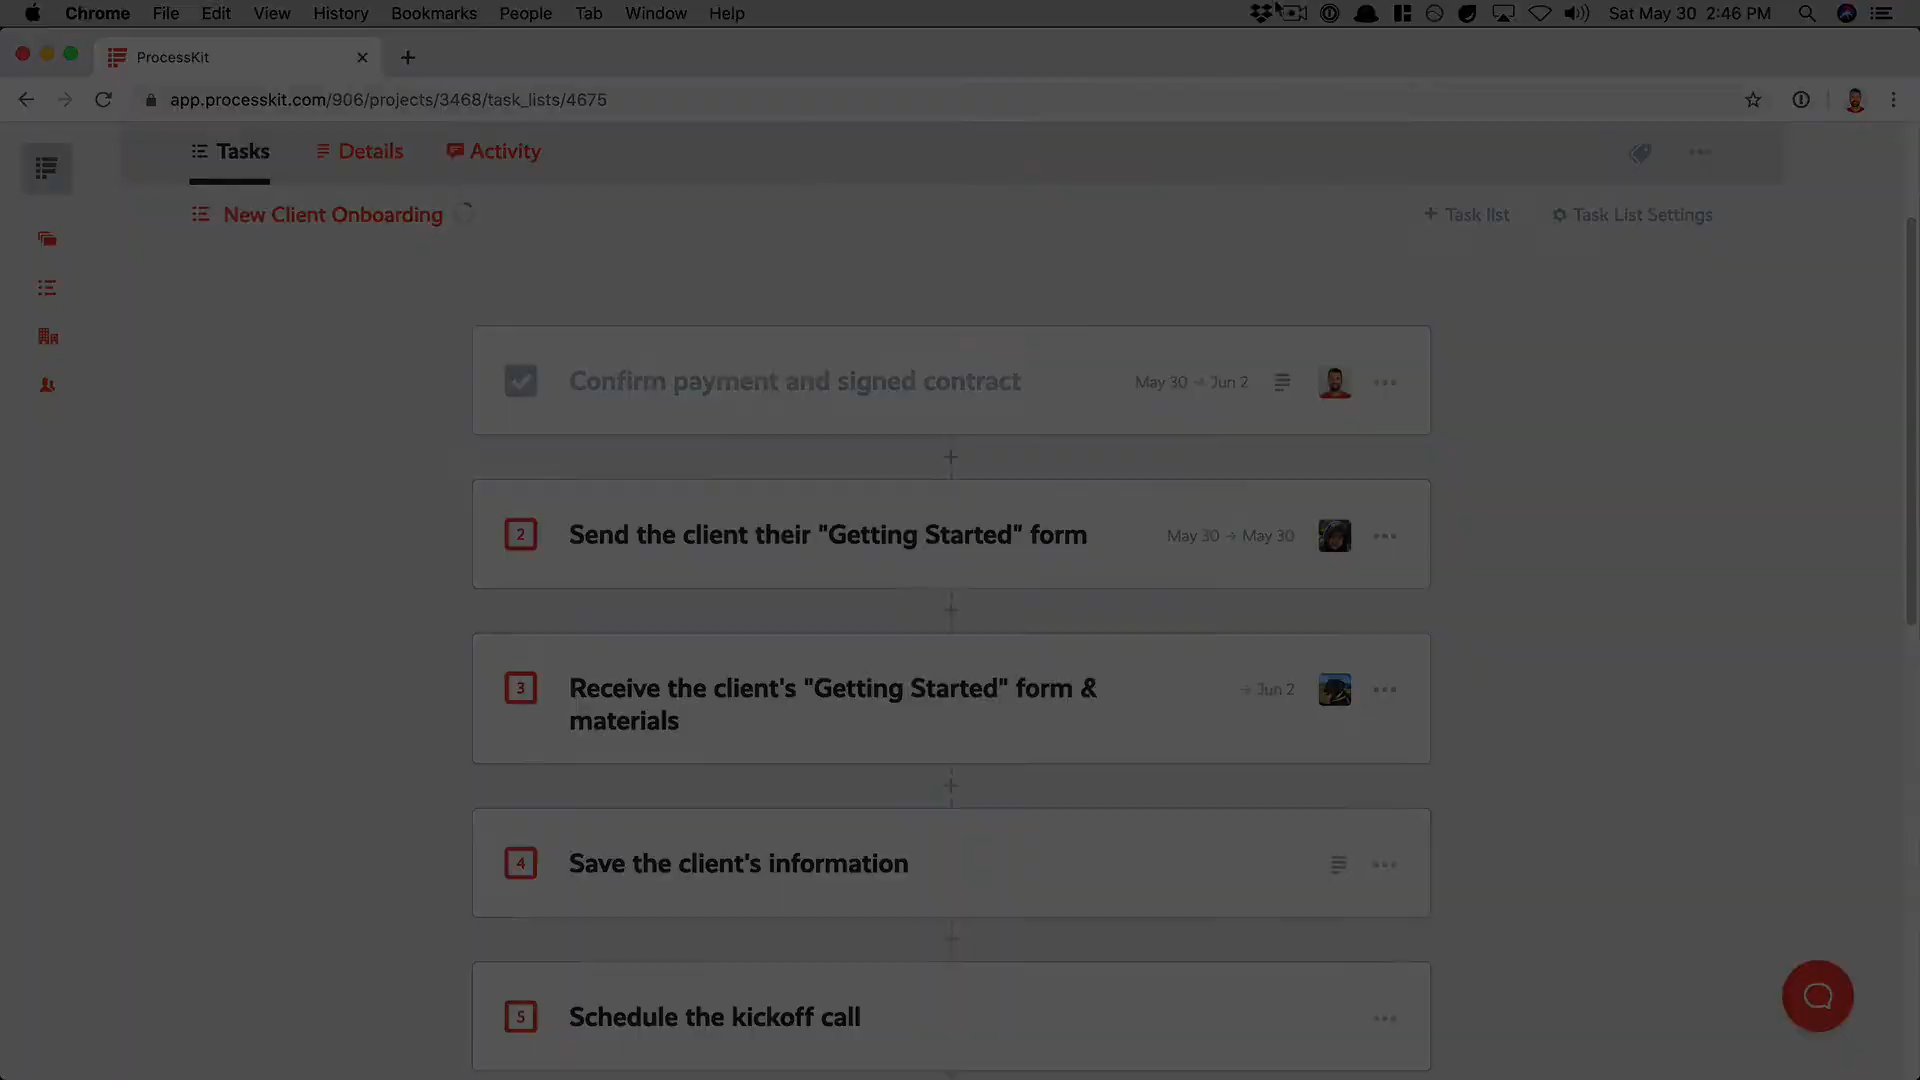 Chrome File Edit View History Bookmarks People Tab Window Help Sat May 30 2:46 PM
ProcessKit
app.processkit.com/906/projects/3468/task_lists/4675
Tasks Details Activity
New Client Onboarding + Task list Task List Settings
Confirm payment and signed contract May 30 → Jun 2
2 Send the client their "Getting Started" form May 30 → May 30
3 Receive the client's "Getting Started" form & → Jun 2
materials
4 Save the client's information
5 Schedule the kickoff call